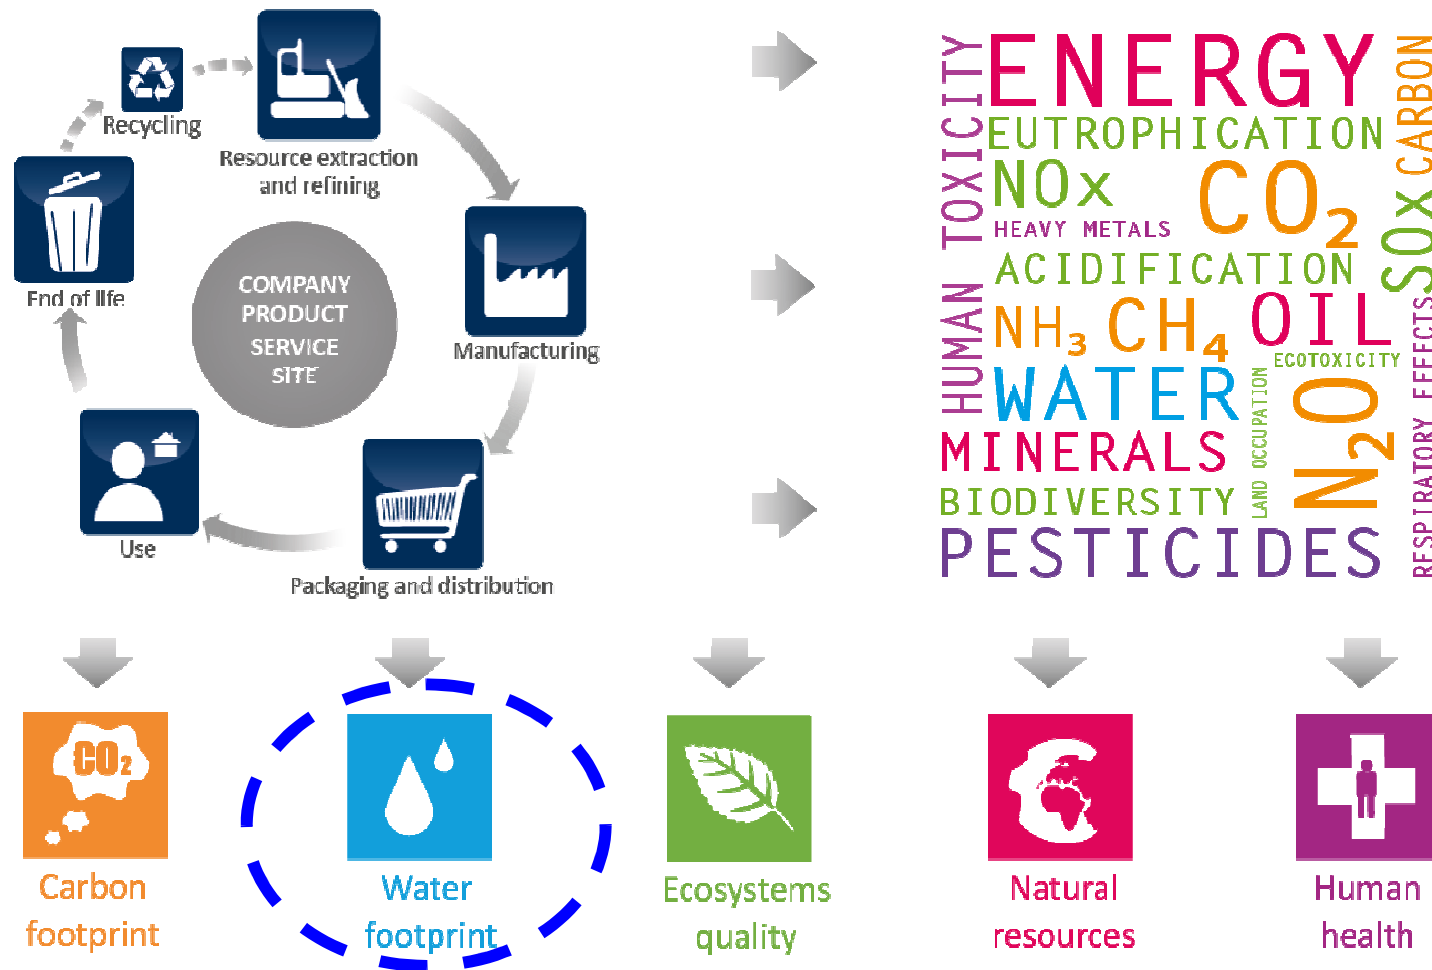 Recycling
Resource extraction
and refining
End of life
COMPANY
PRODUCT
SERVICE
SITE
Manufacturing
Use
Packaging and distribution
HUMAN TOXICITY
ENERGY
CARBON
EUTROPHICATION
NOx
CO₂
SOx
HEAVY METALS
ACIDIFICATION
NH₃
CH₄
OIL
ECOTOXICITY
WATER
LAND OCCUPATION
N₂O
RESPIRATORY EFFECTS
MINERALS
BIODIVERSITY
PESTICIDES
CO₂
Carbon
footprint
Water
footprint
Ecosystems
quality
Natural
resources
Human
health